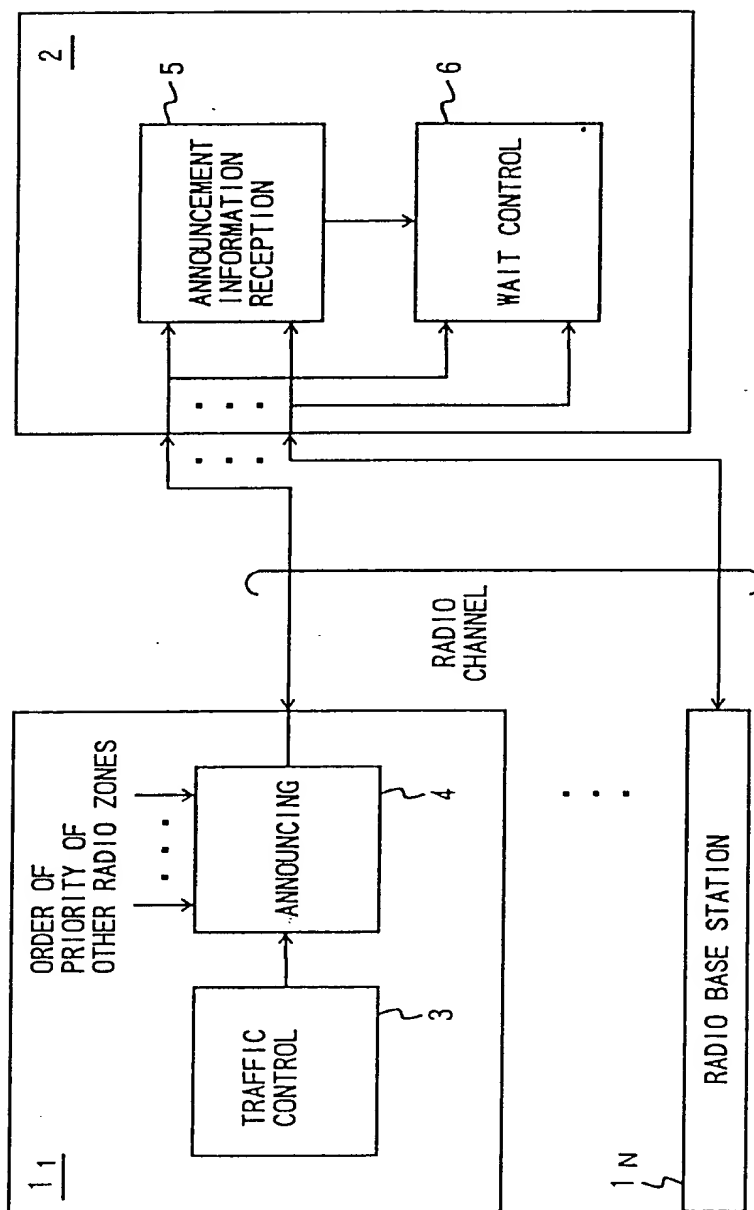 1₁
ORDER OF
PRIORITY OF
OTHER RADIO ZONES
TRAFFIC
CONTROL
3
ANNOUNCING
4
RADIO
CHANNEL
2
ANNOUNCEMENT
INFORMATION
RECEPTION
5
WAIT CONTROL
6
1N
RADIO BASE STATION